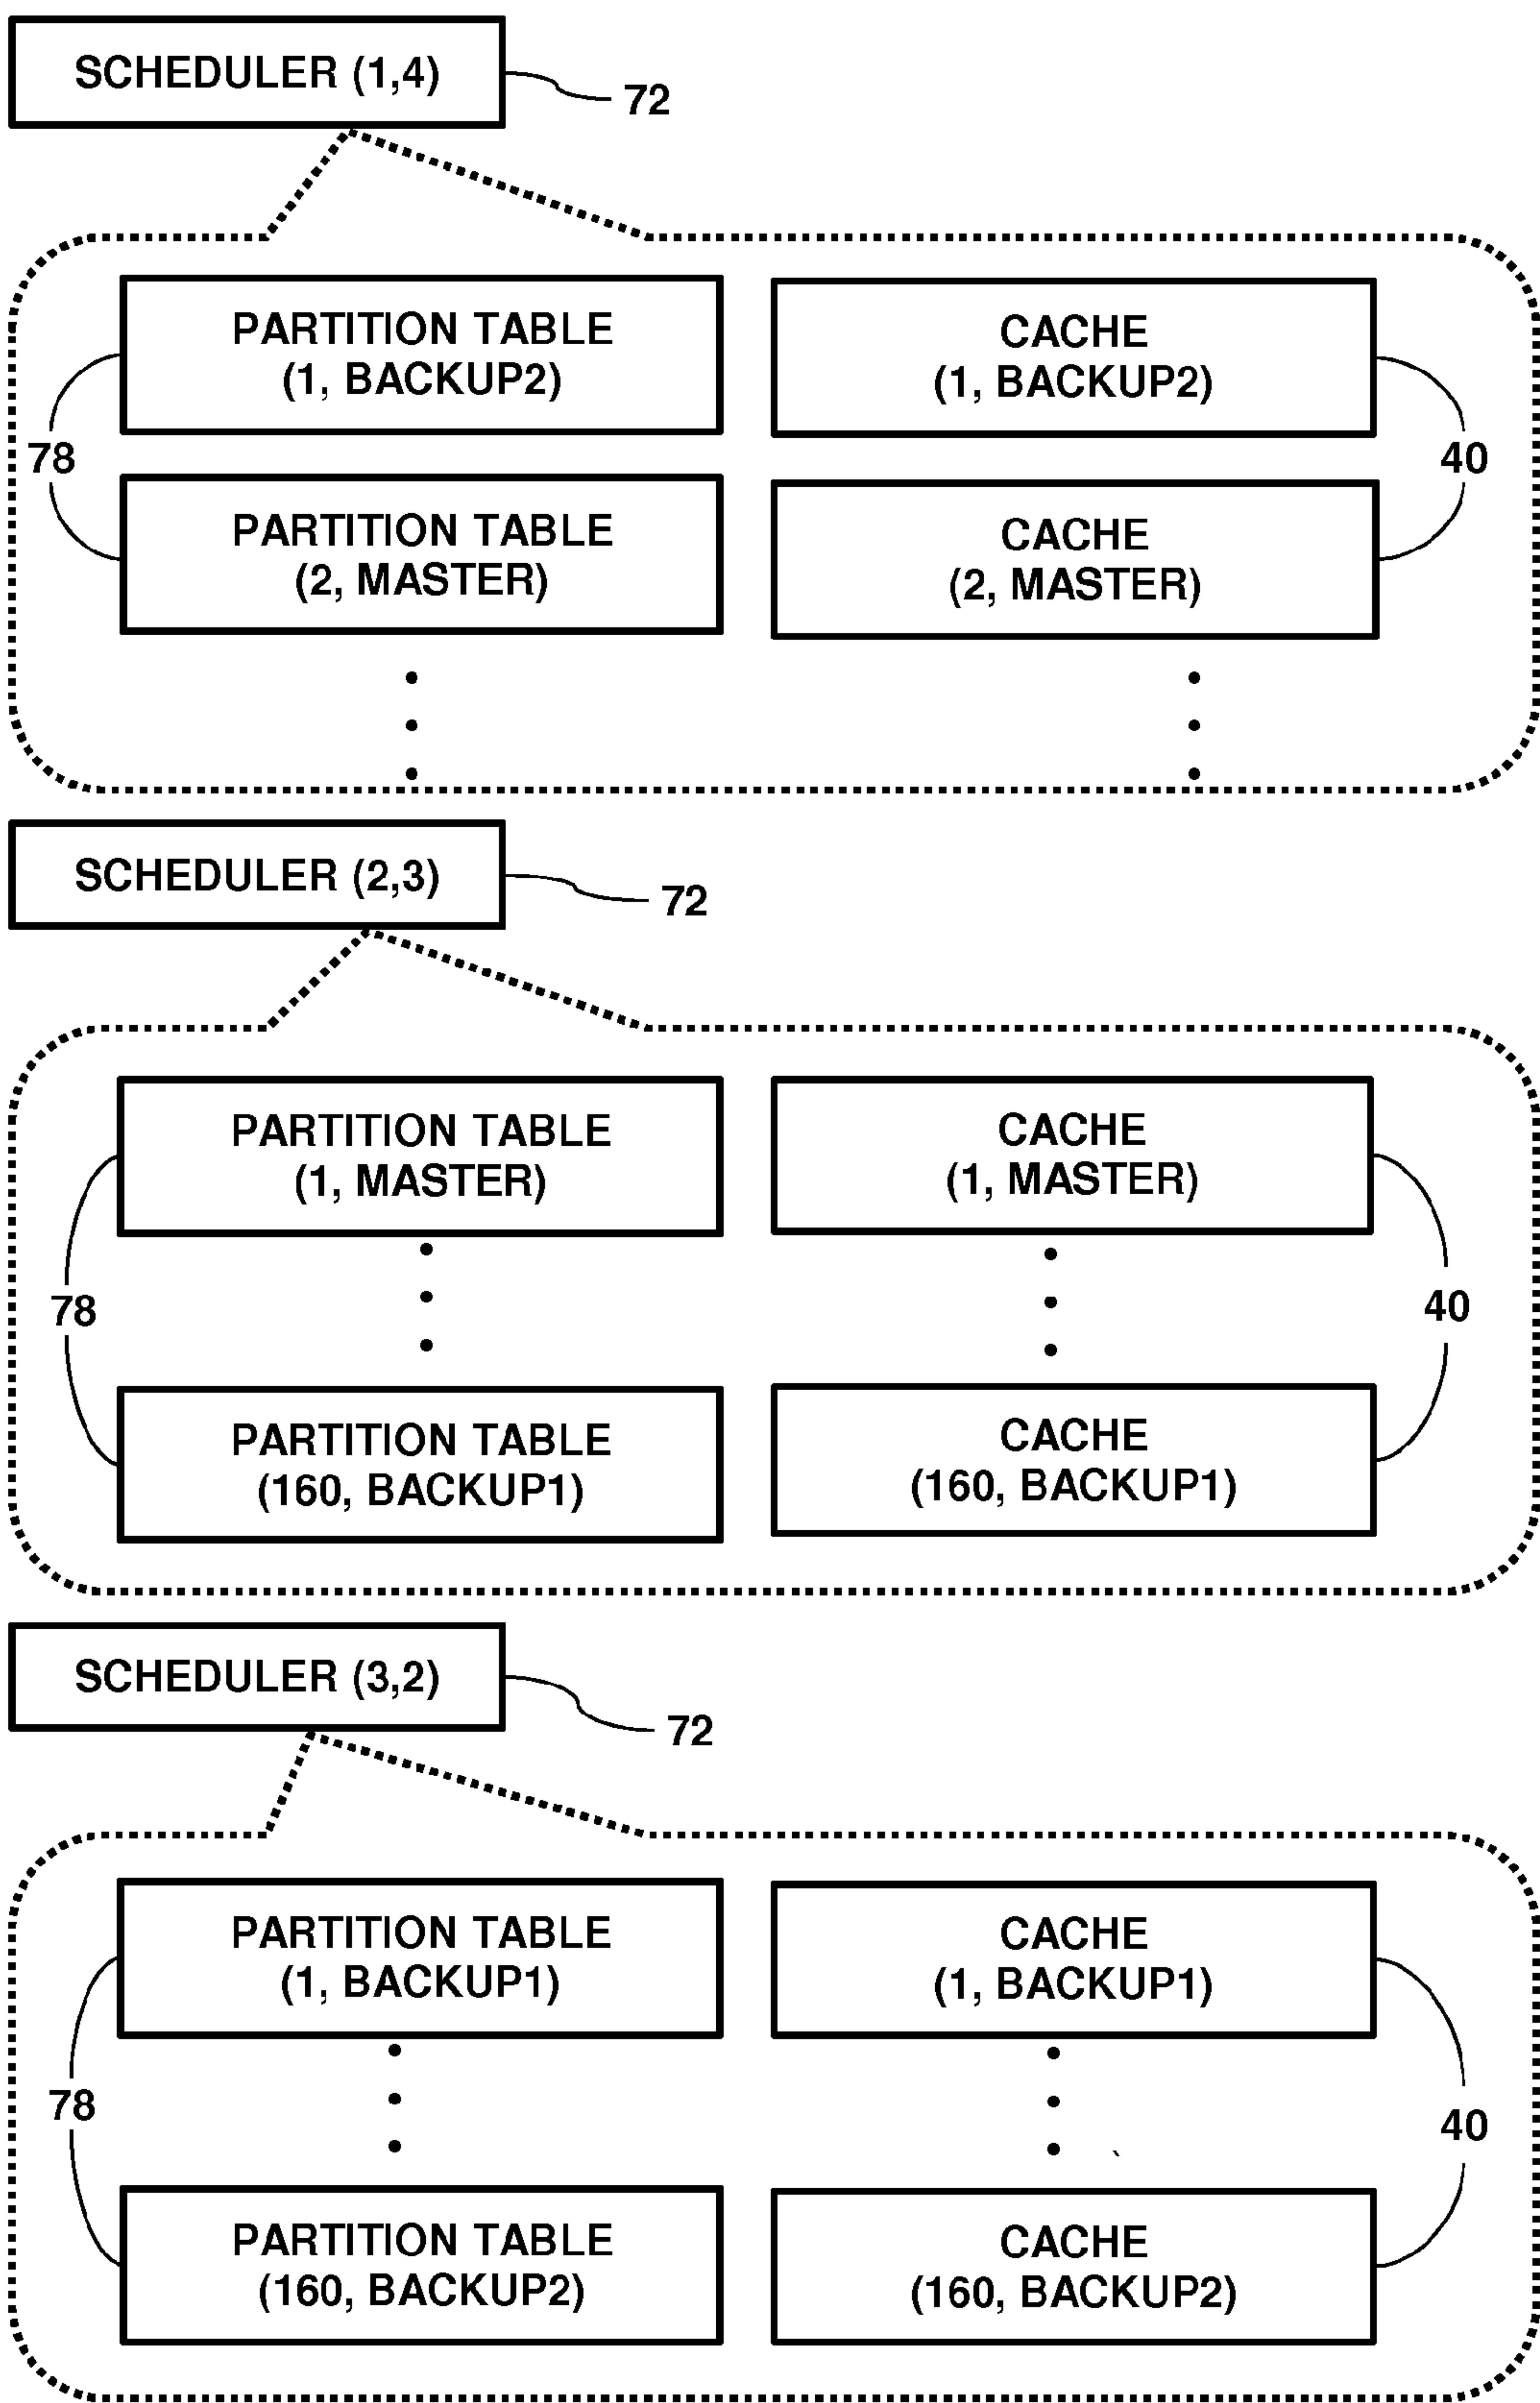 SCHEDULER (1,4)
72
PARTITION TABLE
(1, BACKUP2)
CACHE
(1, BACKUP2)
78
40
PARTITION TABLE
(2, MASTER)
CACHE
(2, MASTER)
SCHEDULER (2,3)
72
PARTITION TABLE
(1, MASTER)
CACHE
(1, MASTER)
78
40
PARTITION TABLE
(160, BACKUP1)
CACHE
(160, BACKUP1)
SCHEDULER (3,2)
72
PARTITION TABLE
(1, BACKUP1)
CACHE
(1, BACKUP1)
78
40
PARTITION TABLE
(160, BACKUP2)
CACHE
(160, BACKUP2)